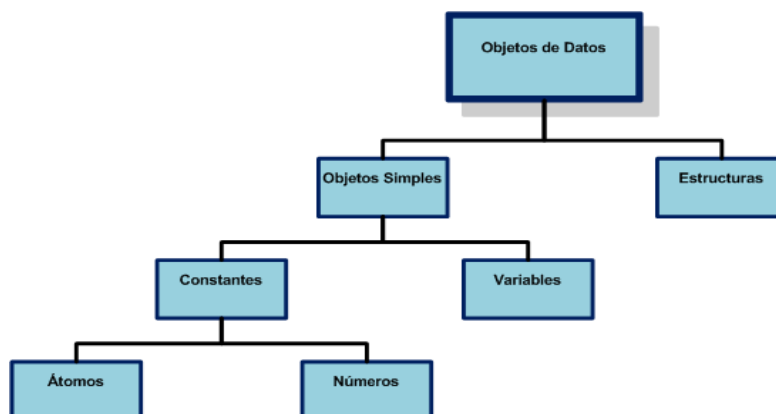 Objetos de Datos
Objetos Simples
Estructuras
Constantes
Variables
Átomos
Números